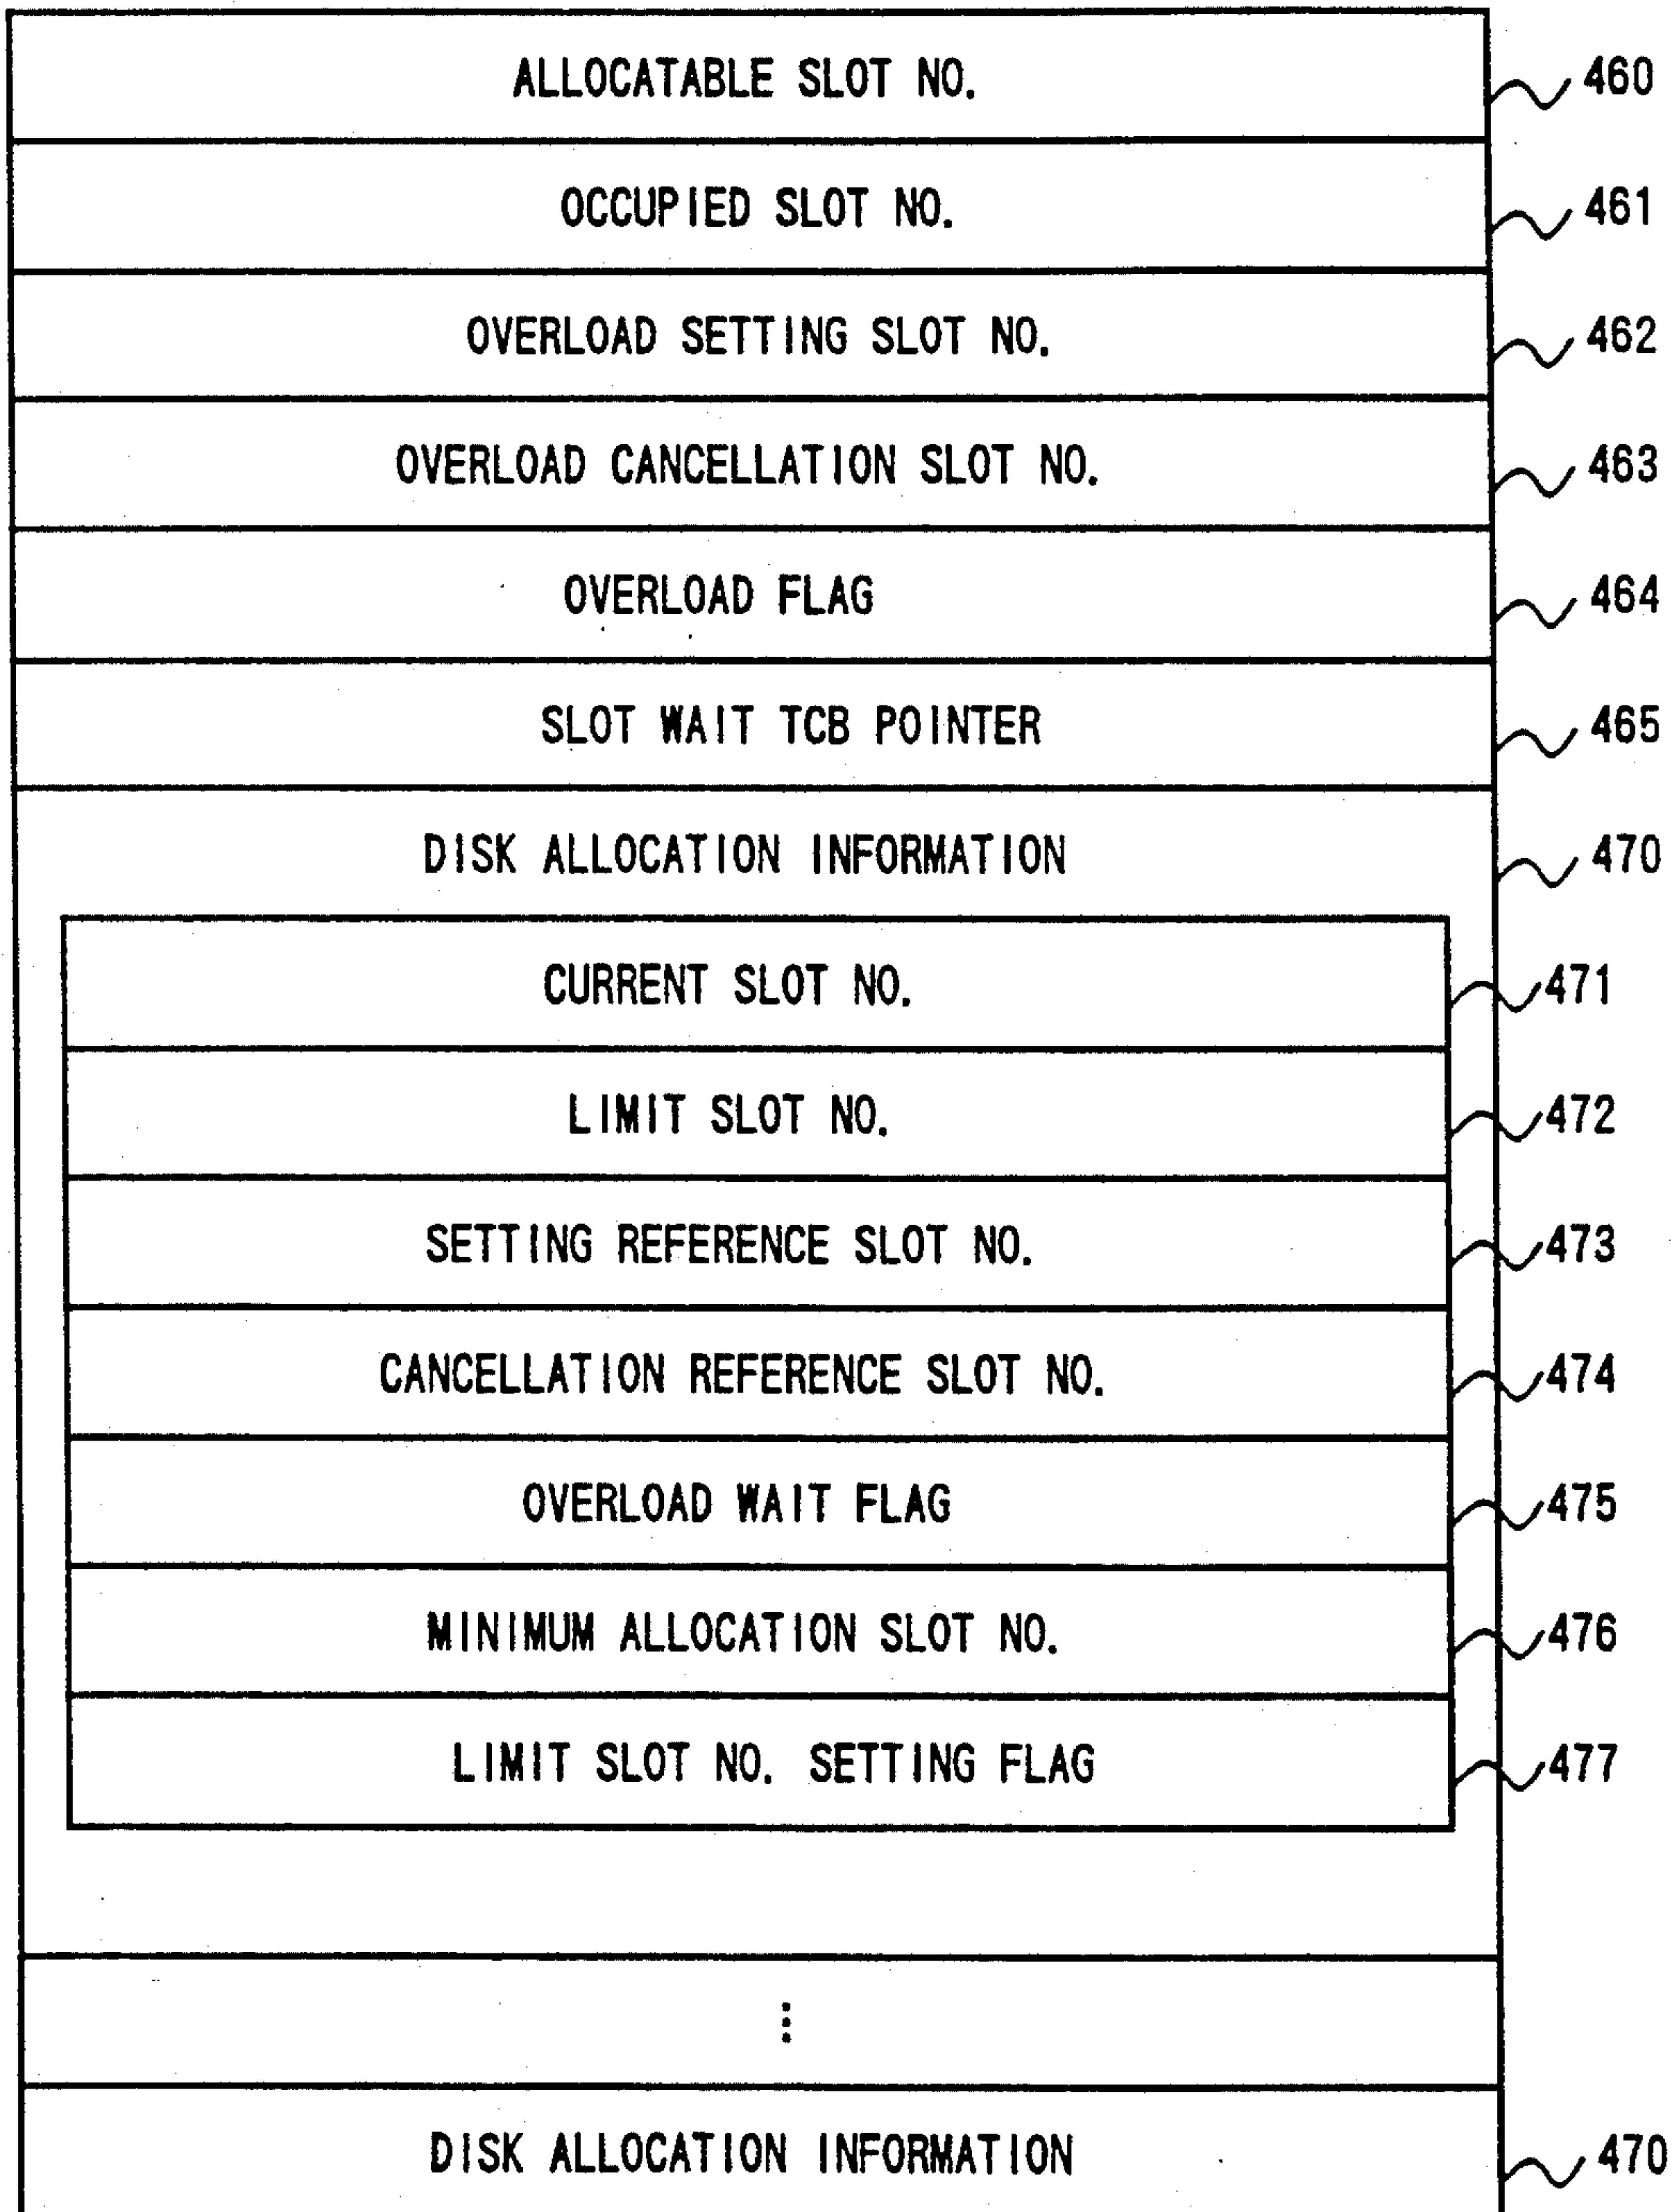 ALLOCATABLE SLOT NO. 460
OCCUPIED SLOT NO. 461
OVERLOAD SETTING SLOT NO. 462
OVERLOAD CANCELLATION SLOT NO. 463
OVERLOAD FLAG 464
SLOT WAIT TCB POINTER 465
DISK ALLOCATION INFORMATION 470
CURRENT SLOT NO. 471
LIMIT SLOT NO. 472
SETTING REFERENCE SLOT NO. 473
CANCELLATION REFERENCE SLOT NO. 474
OVERLOAD WAIT FLAG 475
MINIMUM ALLOCATION SLOT NO. 476
LIMIT SLOT NO. SETTING FLAG 477
⋮
DISK ALLOCATION INFORMATION 470